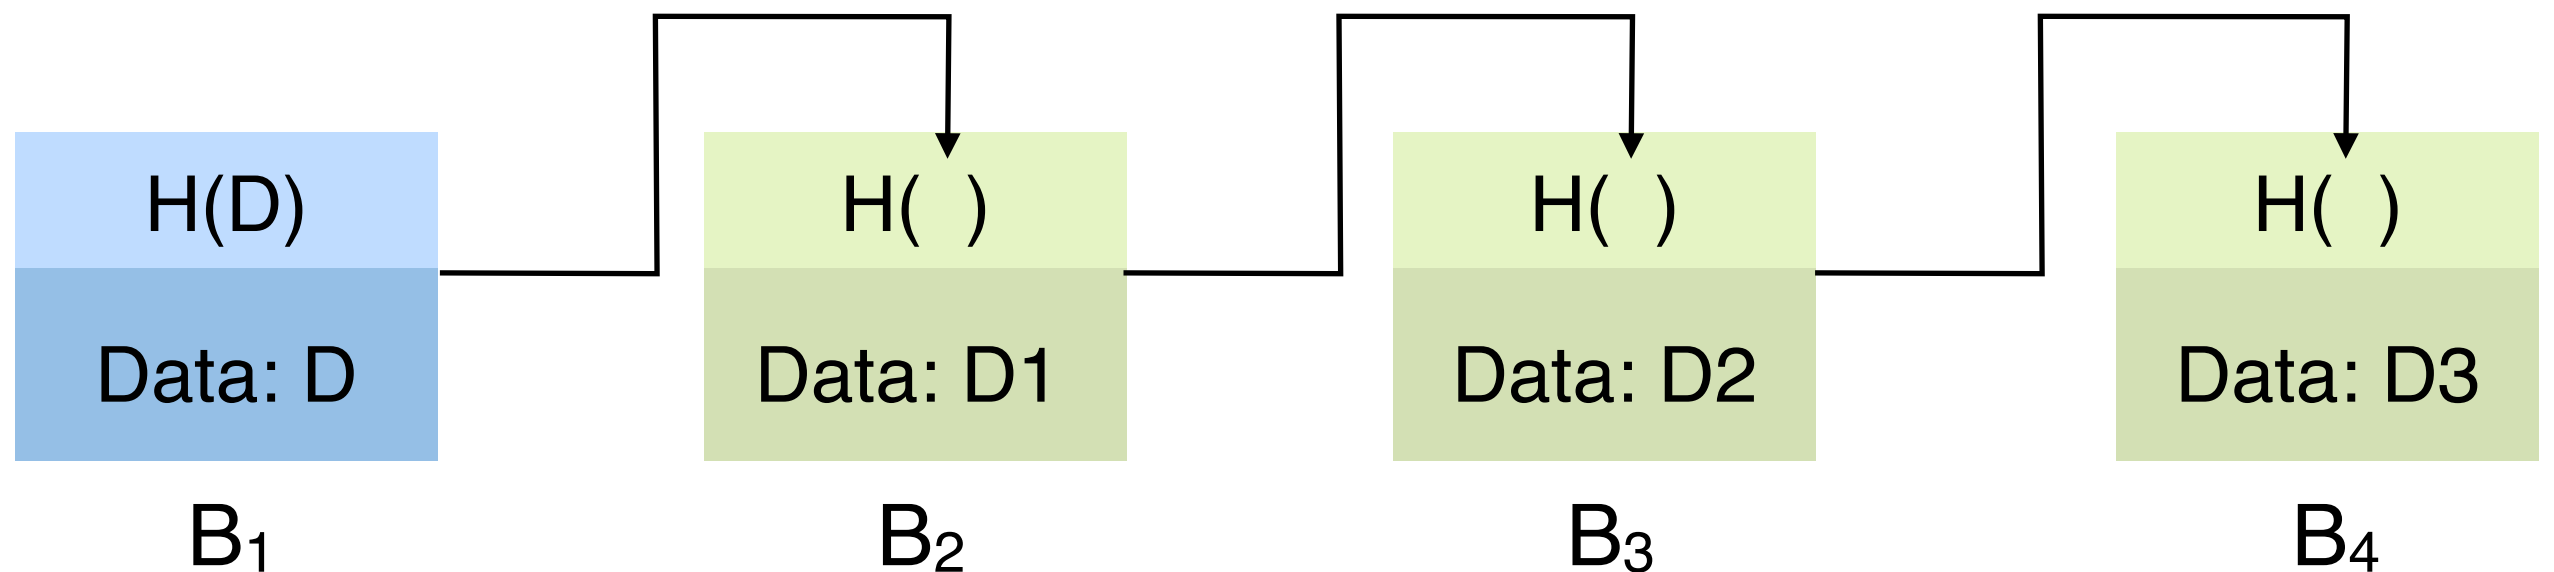 H(D)
H( )
H( )
H( )
Data: D
Data: D1
Data: D2
Data: D3
B₁
B₂
B₃
B₄